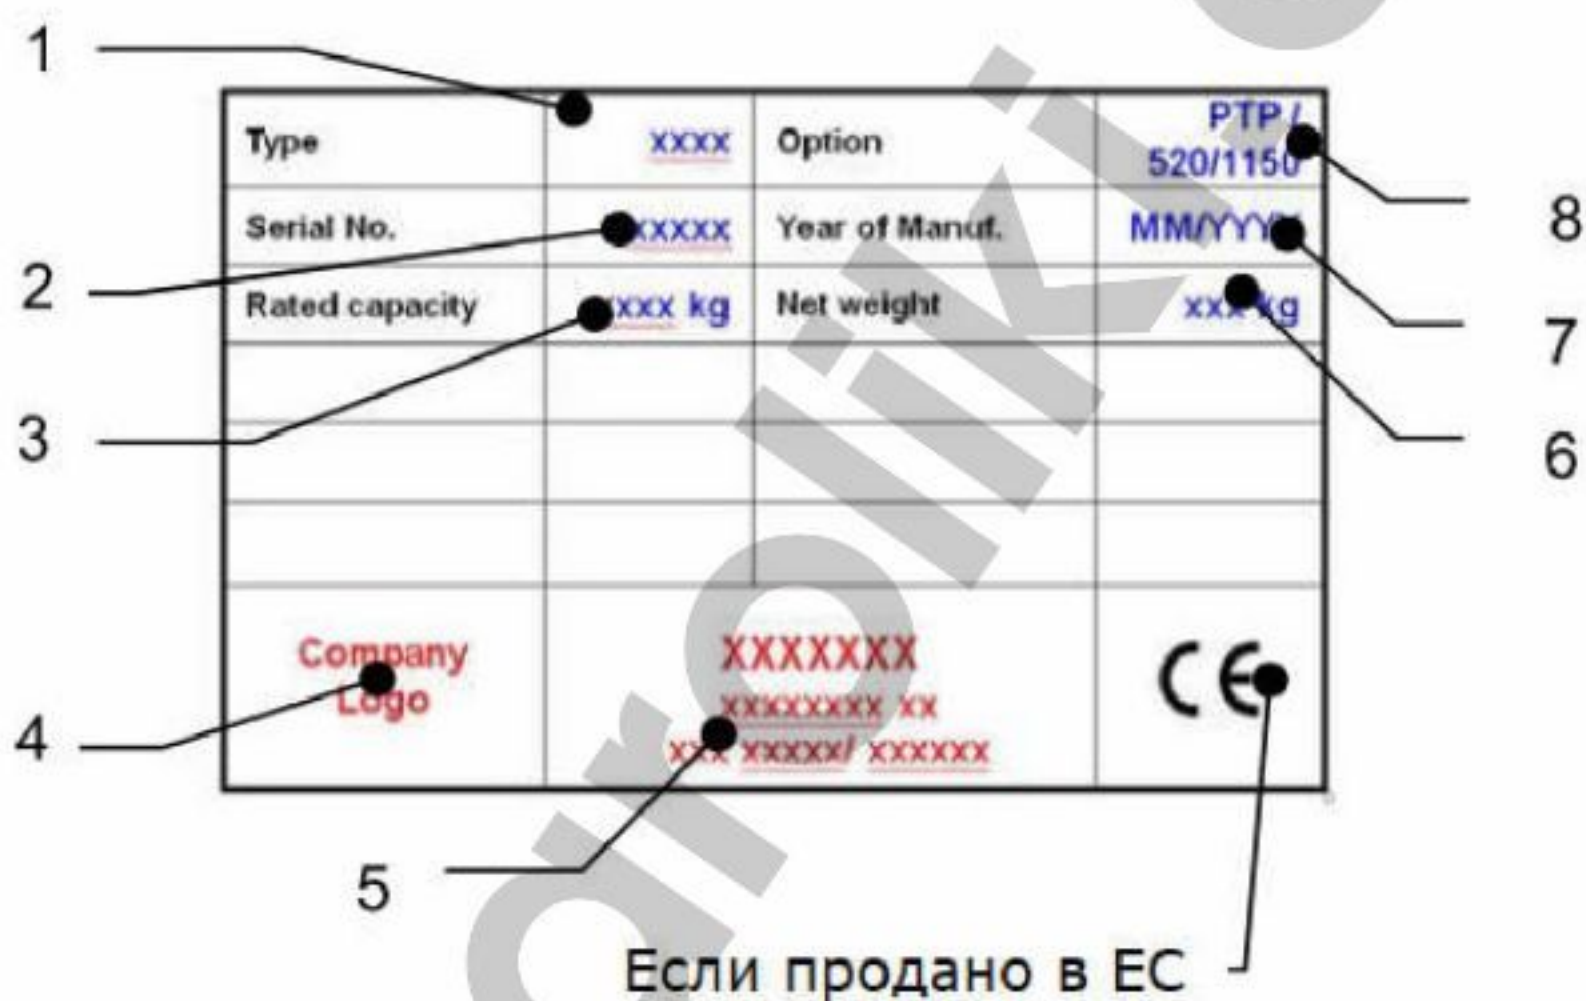 1
Type xxxx Option PTP /
520/1150
8
Serial No. xxxxx Year of Manuf. MM/YYYY
2
Rated capacity xxx kg Net weight xxx kg
7
3
6
Company
Logo
XXXXXXX
xxxxxxxx xx
xxx xxxxx/ xxxxxx
CE
4
5
Если продано в ЕС